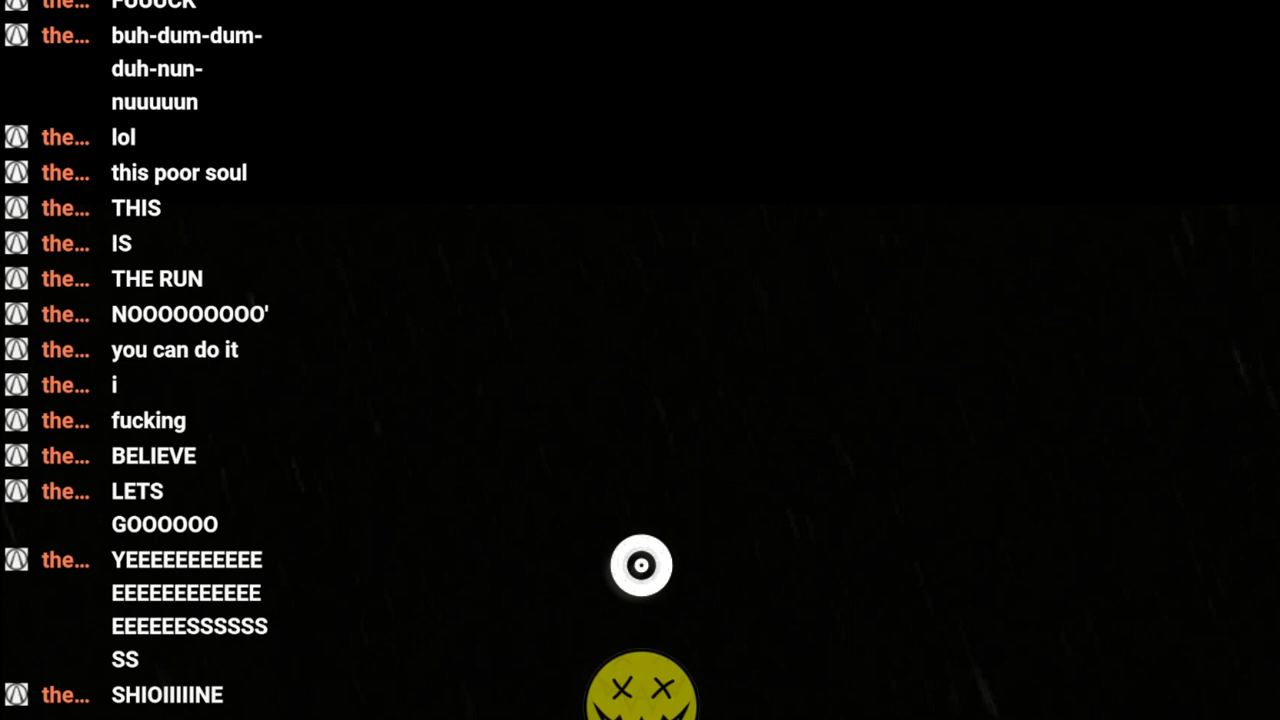 the... FUUUCK
the... buh-dum-dum-
duh-nun-
nuuuuun
the... lol
the... this poor soul
the... THIS
the... IS
the... THE RUN
the... NOOOOOOOOO'
the... you can do it
the... i
the... fucking
the... BELIEVE
the... LETS
GOOOOOO
the... YEEEEEEEEEEE
EEEEEEEEEEEE
EEEEEESSSSSS
SS
the... SHIOIIIIINE